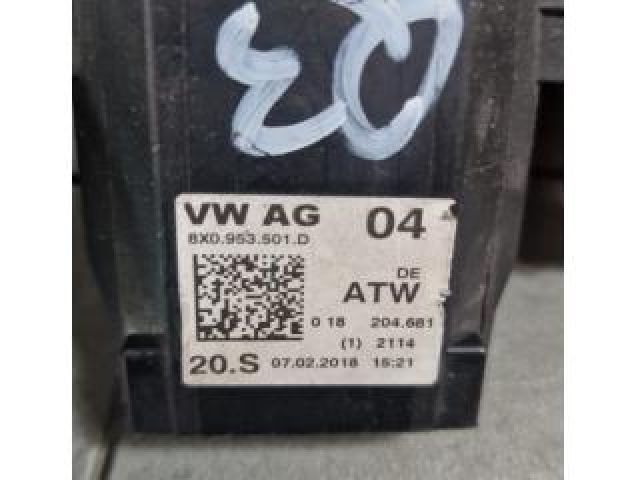 VW AG 04
8X0.953.501.D
DE
ATW
0 18 204.681
(1) 2114
20.S 07.02.2018 15:21